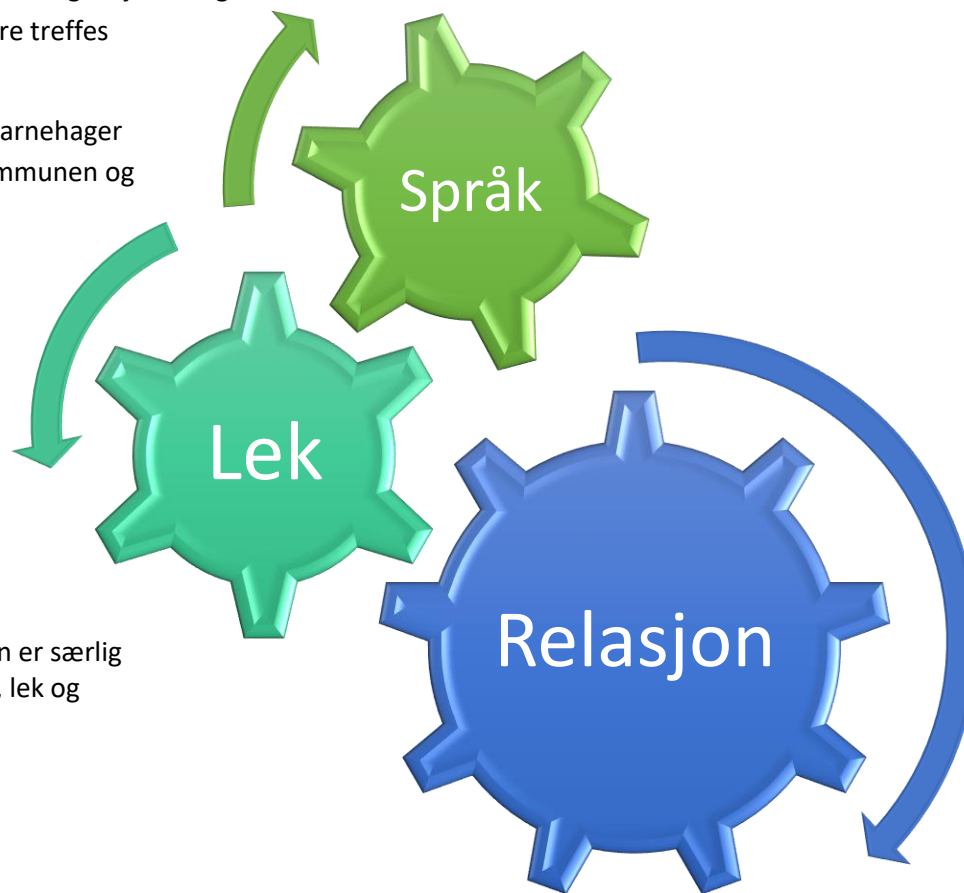 re treffes
arnehager
mmunen og
Språk
Lek
Relasjon
n er særlig
, lek og